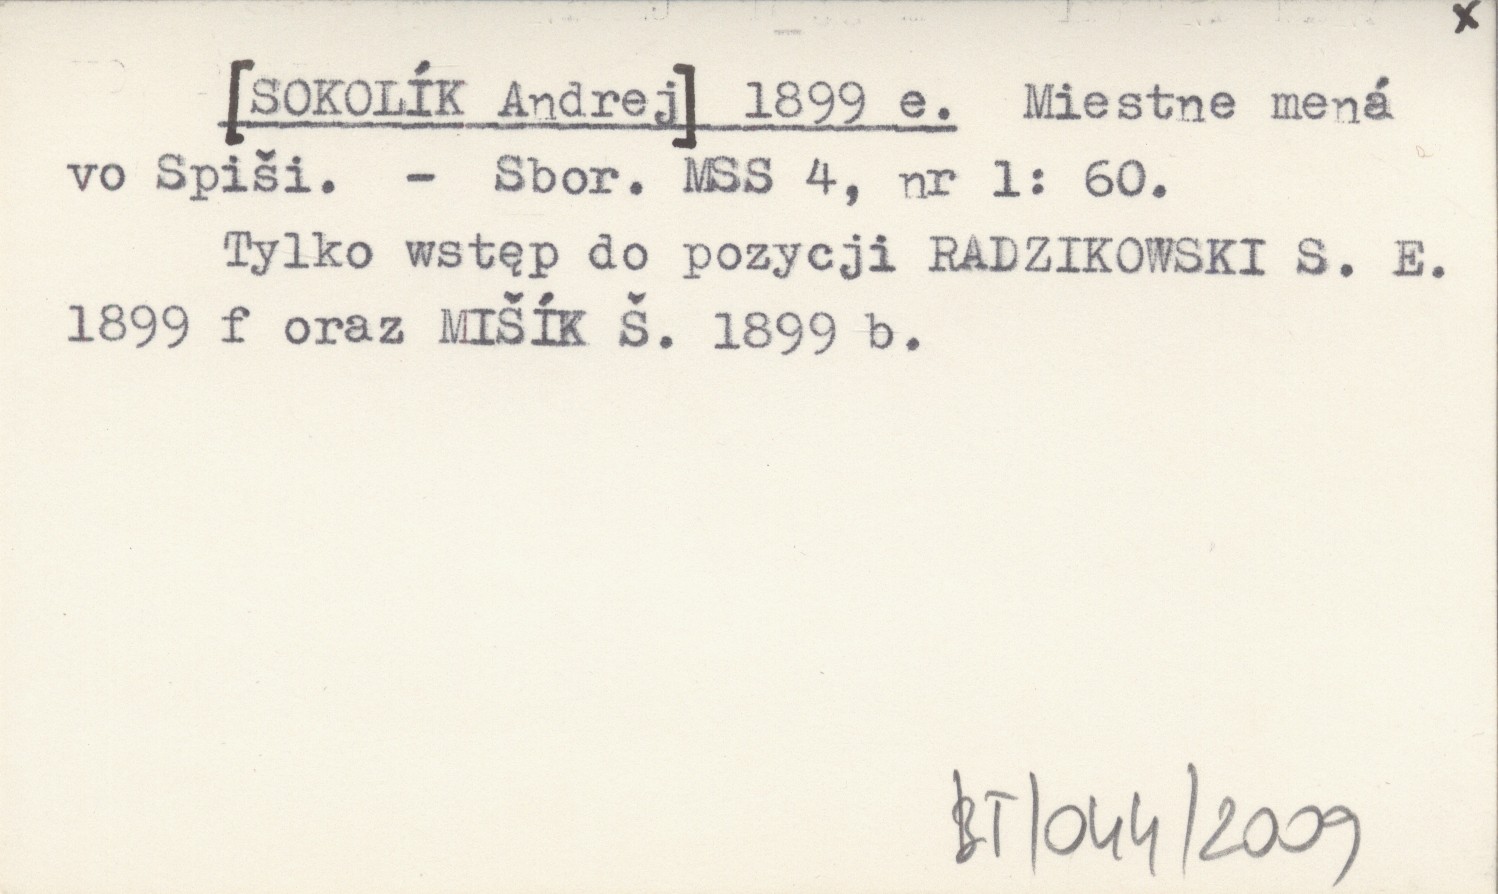 x
[SOKOLÍK Andrej] 1899 e. Miestne mená
vo Spiši. - Sbor. MSS 4, nr 1: 60.
Tylko wstęp do pozycji RADZIKOWSKI S. E.
1899 f oraz MIŠÍK Š. 1899 b.
BT/044/2009